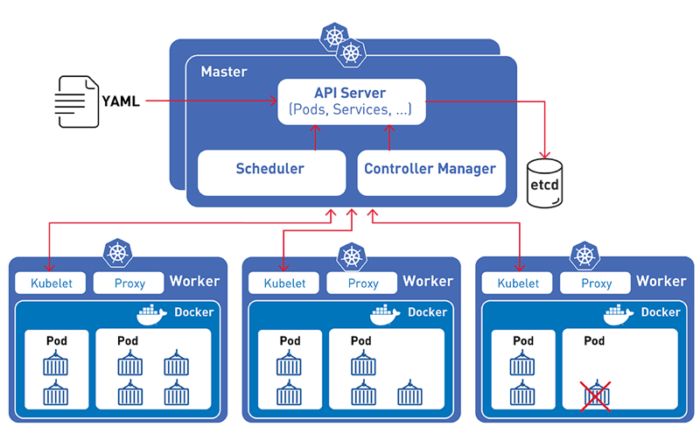 Master
API Server
(Pods, Services, ...)
YAML
Scheduler
Controller Manager
etcd
Kubelet
Proxy
Worker
Docker
Pod
Pod
Kubelet
Proxy
Worker
Docker
Pod
Pod
Kubelet
Proxy
Worker
Docker
Pod
Pod